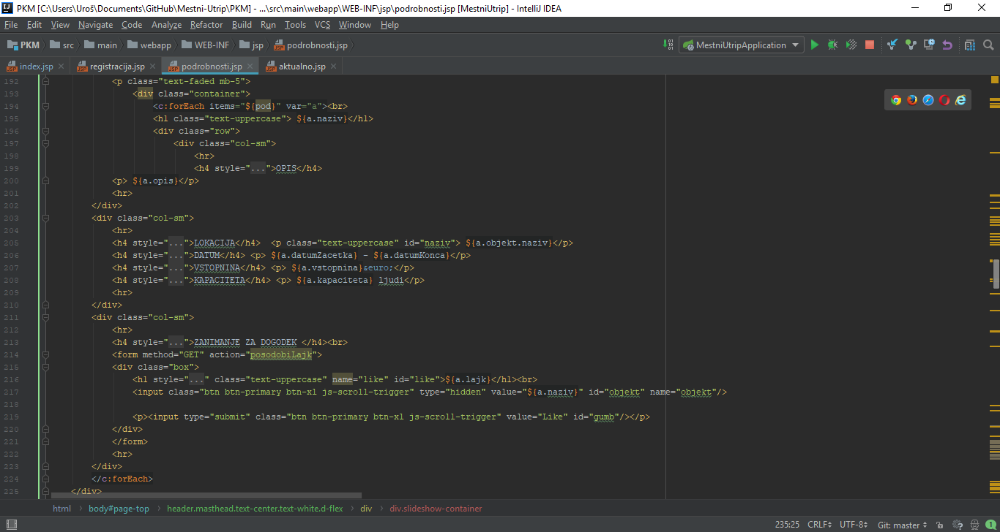 PKM [C:\Users\Uroš\Documents\GitHub\Mestni-Utrip\PKM] - ...\src\main\webapp\WEB-INF\jsp\podrobnosti.jsp [MestniUtrip] - IntelliJ IDEA
File Edit View Navigate Code Analyze Refactor Build Run Tools VCS Window Help
PKM src main webapp WEB-INF jsp podrobnosti.jsp MestniUtripApplication
index.jsp registracija.jsp podrobnosti.jsp aktualno.jsp
192 <p class="text-faded mb-5">
193 <div class="container">
194 <c:forEach items="${pod}" var="a"><br>
195 <h1 class="text-uppercase"> ${a.naziv}</h1>
196 <div class="row">
197 <div class="col-sm">
198 <hr>
199 <h4 style="...">OPIS</h4>
200 <p> ${a.opis}</p>
201 <hr>
202 </div>
203 <div class="col-sm">
204 <hr>
205 <h4 style="...">LOKACIJA</h4>  <p class="text-uppercase" id="naziv"> ${a.objekt.naziv}</p>
206 <h4 style="...">DATUM</h4> <p> ${a.datumZacetka} - ${a.datumKonca}</p>
207 <h4 style="...">VSTOPNINA</h4> <p> ${a.vstopnina}&euro;</p>
208 <h4 style="...">KAPACITETA</h4> <p> ${a.kapaciteta} ljudi</p>
209 <hr>
210 </div>
211 <div class="col-sm">
212 <hr>
213 <h4 style="...">ZANIMANJE ZA DOGODEK </h4><br>
214 <form method="GET" action="posodobiLajk">
215 <div class="box">
216 <h1 style="..." class="text-uppercase" name="like" id="like">${a.lajk}</h1><br>
217 <input class="btn btn-primary btn-xl js-scroll-trigger" type="hidden" value="${a.naziv}" id="objekt" name="objekt"/>
218
219 <p><input type="submit" class="btn btn-primary btn-xl js-scroll-trigger" value="Like" id="gumb"/></p>
220 </div>
221 </form>
222 <hr>
223 </div>
224 </c:forEach>
225 </div>
html body#page-top header.masthead.text-center.text-white.d-flex div div.slideshow-container
235:25 CRLF UTF-8 Git: master 1